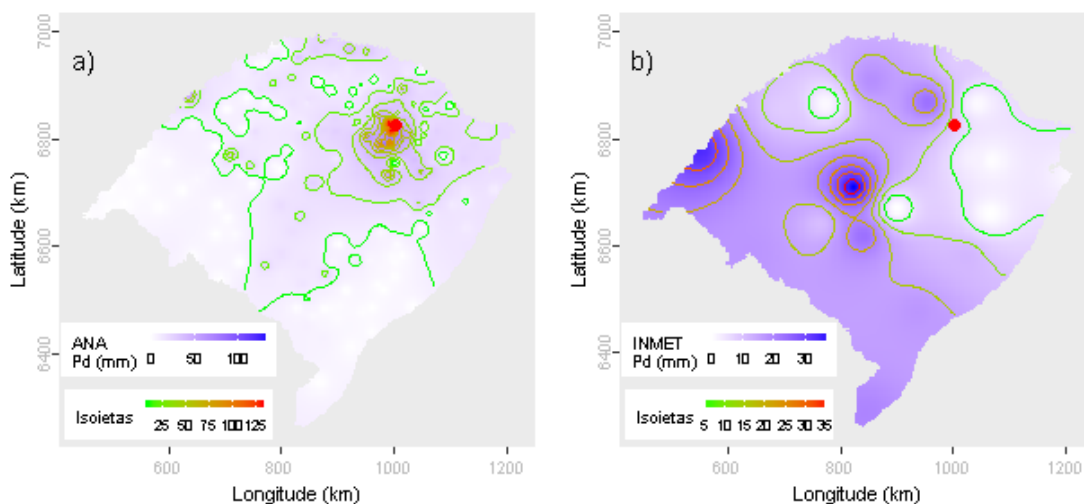 a)
7000
6800
6600
6400
Latitude (km)
ANA
Pd (mm) 0 50 100
Isoietas
25 50 75 100 125
600 800 1000 1200
Longitude (km)
b)
7000
6800
6600
6400
Latitude (km)
INMET
Pd (mm) 0 10 20 30
Isoietas
5 10 15 20 25 30 35
600 800 1000 1200
Longitude (km)